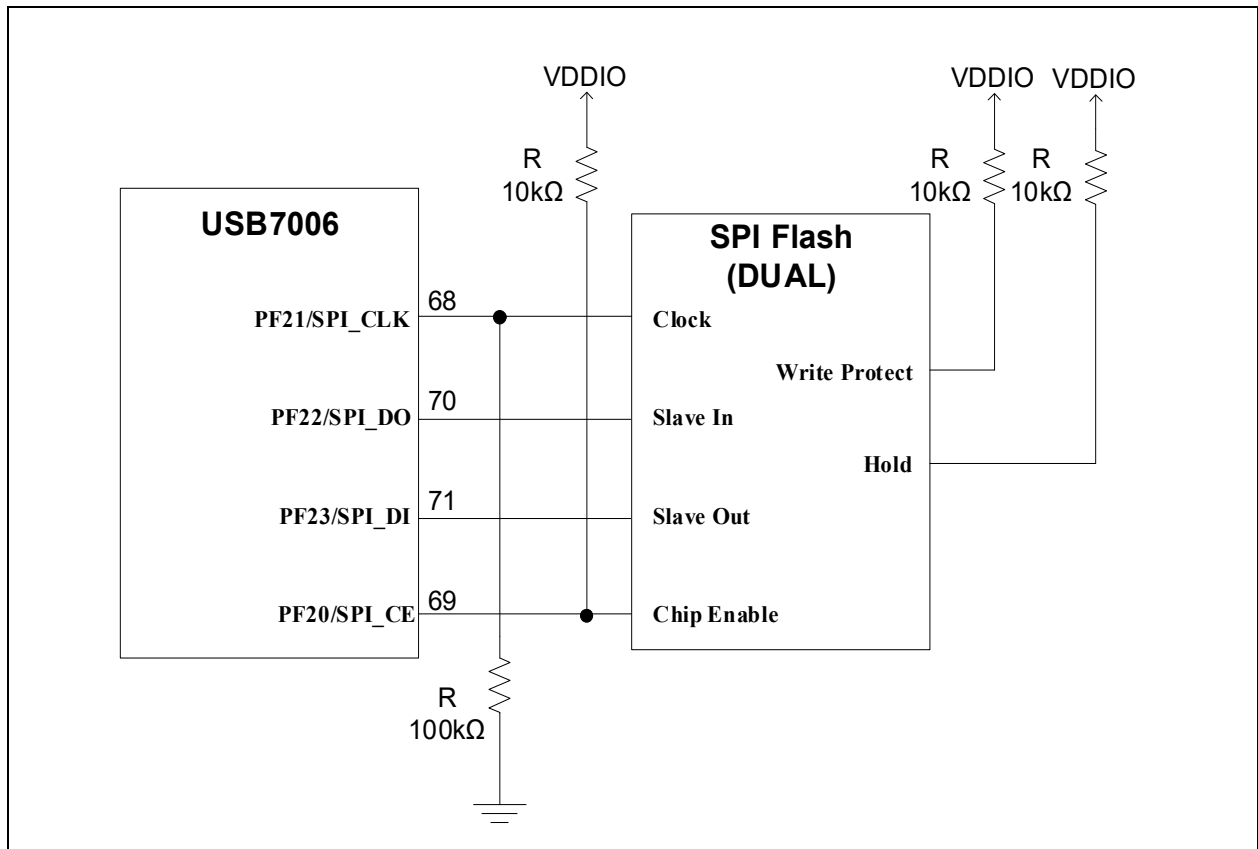 VDDIO
VDDIO VDDIO
R
10kΩ
R
10kΩ
R
10kΩ
USB7006
SPI Flash
(DUAL)
PF21/SPI_CLK
68
Clock
Write Protect
PF22/SPI_DO
70
Slave In
Hold
PF23/SPI_DI
71
Slave Out
PF20/SPI_CE
69
Chip Enable
R
100kΩ